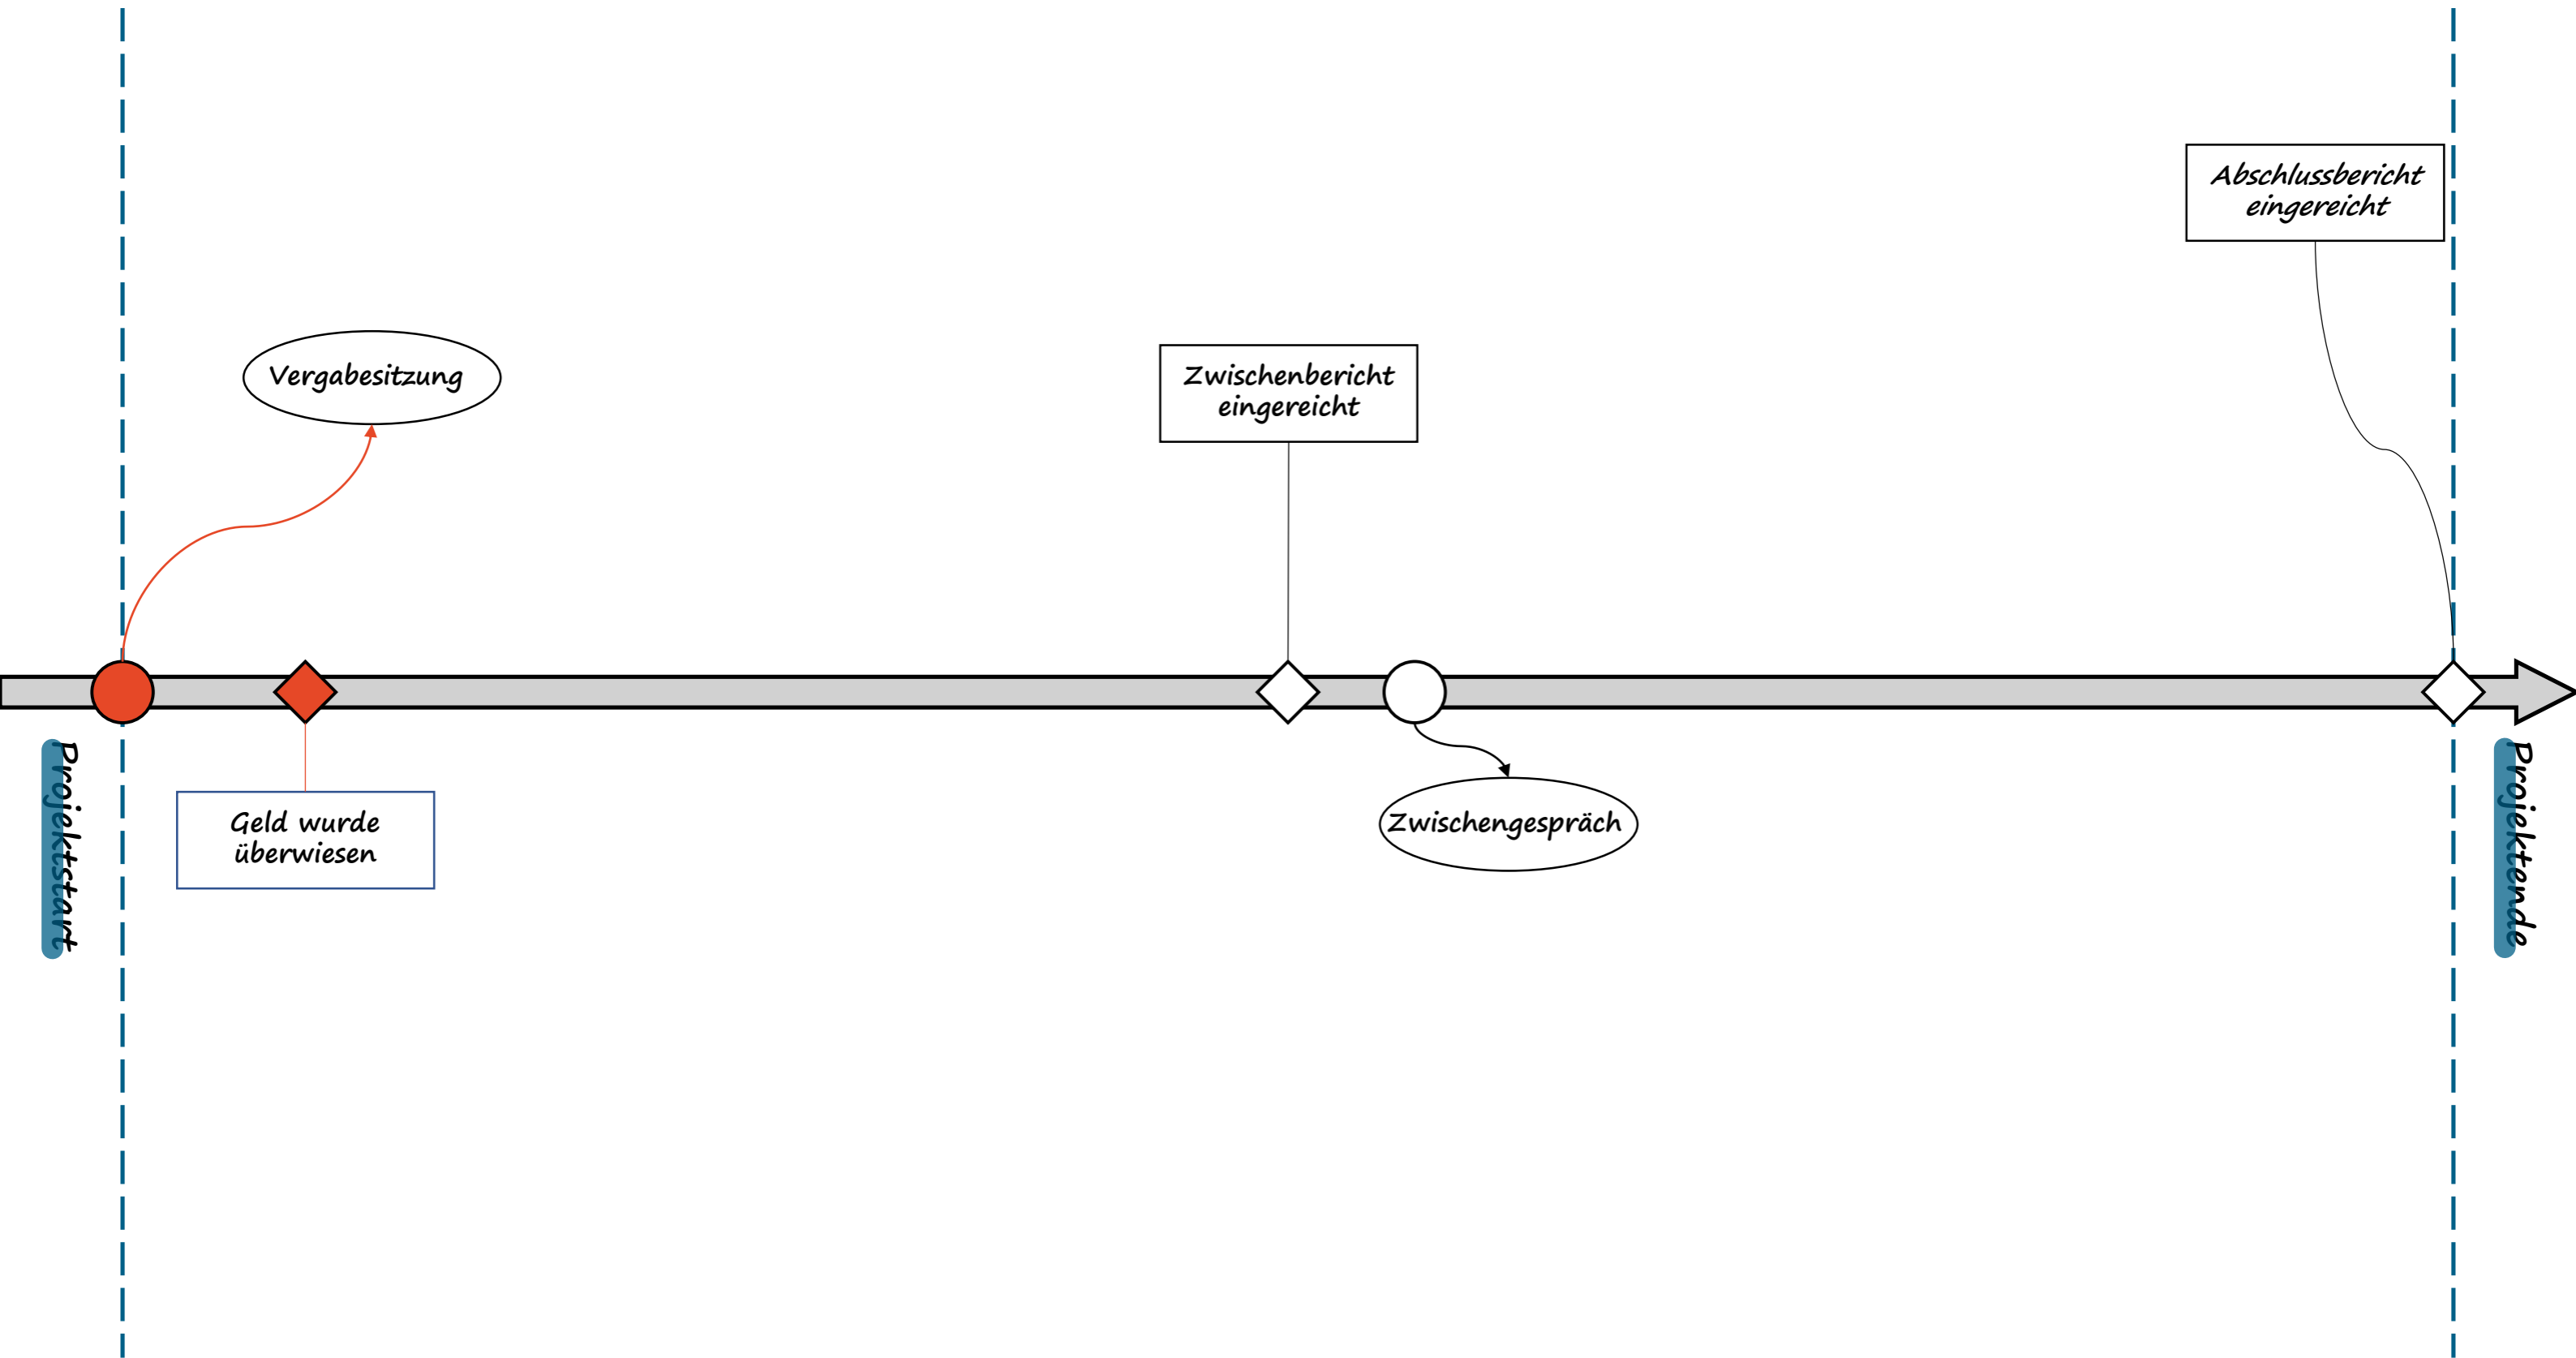 Abschlussbericht
eingereicht
Vergabesitzung
Zwischenbericht
eingereicht
Projektstart
Geld wurde
überwiesen
Zwischengespräch
Projektende